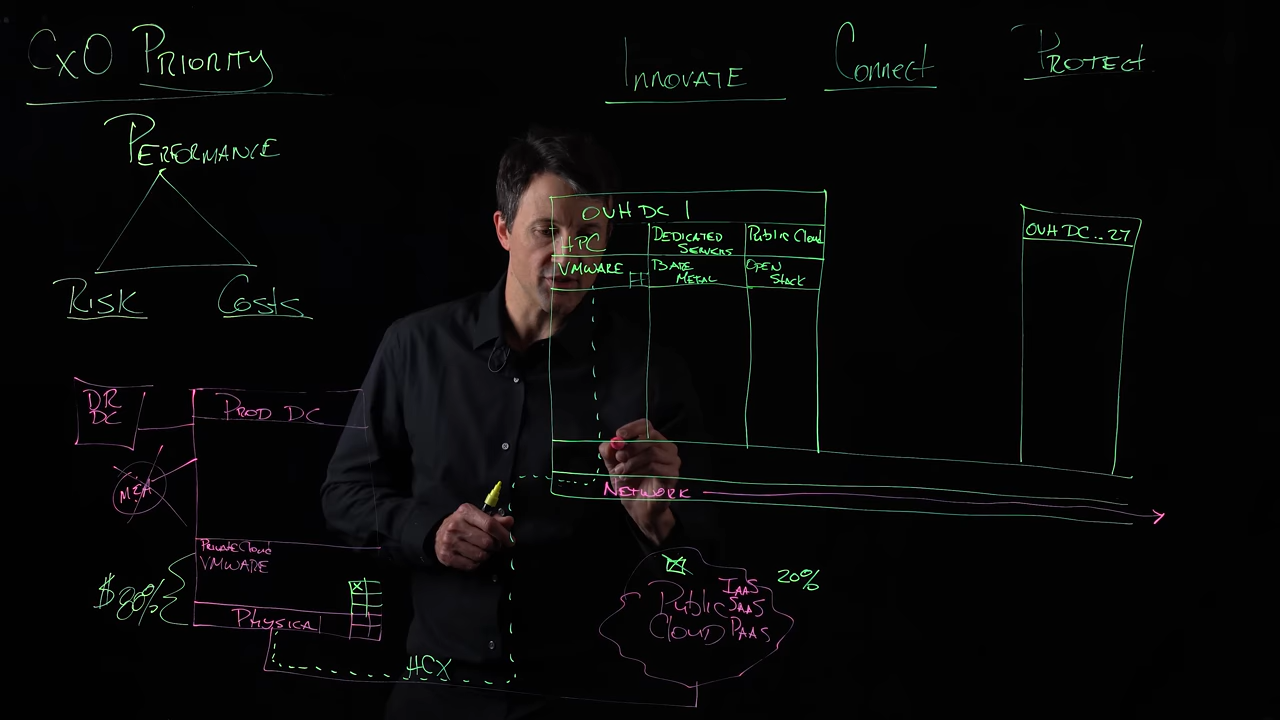 CxO Priority
Performance
Risk
Costs
Innovate
Connect
Protect
OVH DC 1
HPC
Dedicated Servers
Public Cloud
VMware
Bare Metal
Open Stack
OVH DC .. 27
Network
DR DC
Prod DC
M&A
Private Cloud
VMware
$ 80%
Physical
HCX
Public Cloud
IaaS
SaaS
PaaS
20%